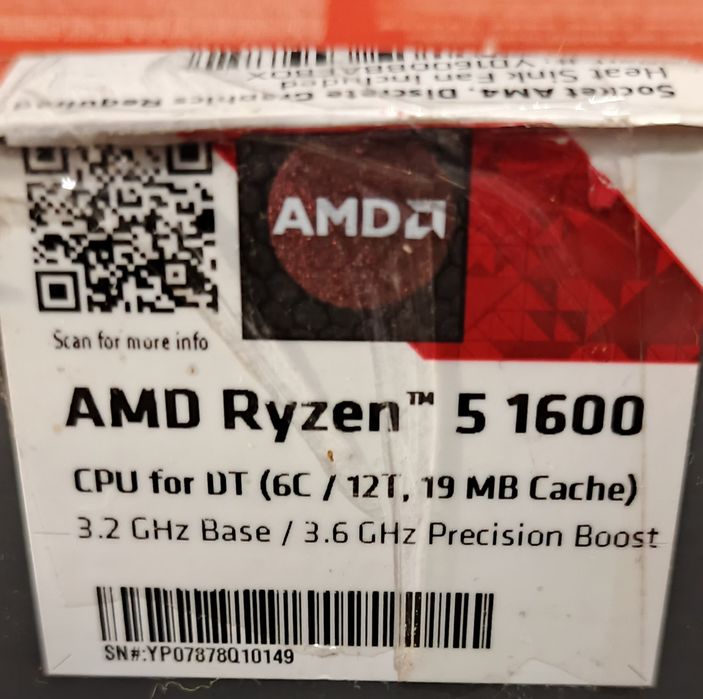 Socket AM4, Discrete Graphics Required
Heat Sink Fan Included
YD1600BBAEBOX
AMD
Scan for more info
AMD Ryzen™ 5 1600
CPU for DT (6C / 12T, 19 MB Cache)
3.2 GHz Base / 3.6 GHz Precision Boost
SN#:YP07878Q10149